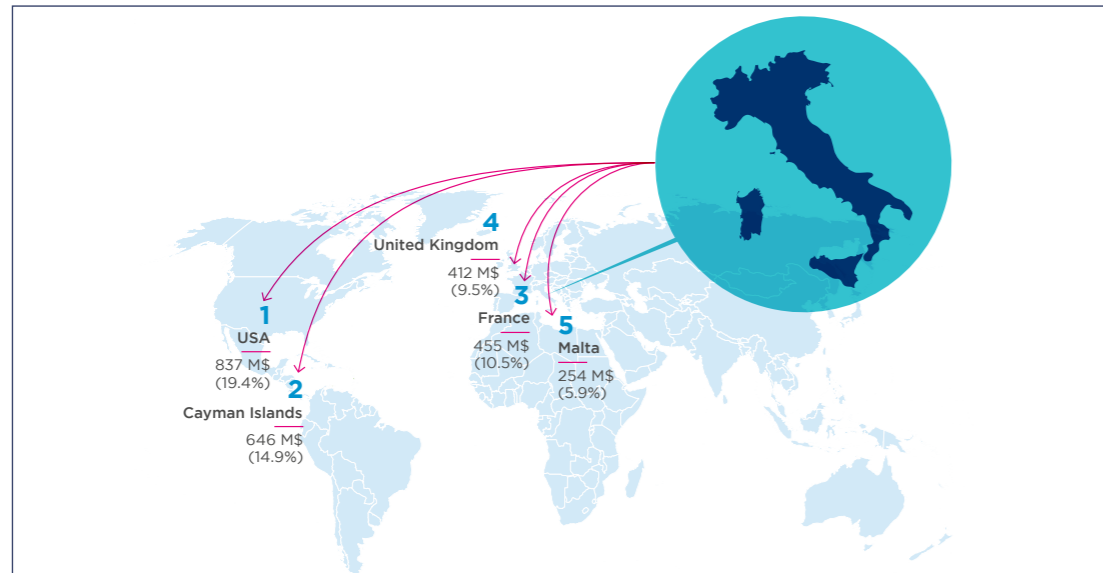 1
USA
837 M$
(19.4%)
2
Cayman Islands
646 M$
(14.9%)
3
France
455 M$
(10.5%)
4
United Kingdom
412 M$
(9.5%)
5
Malta
254 M$
(5.9%)